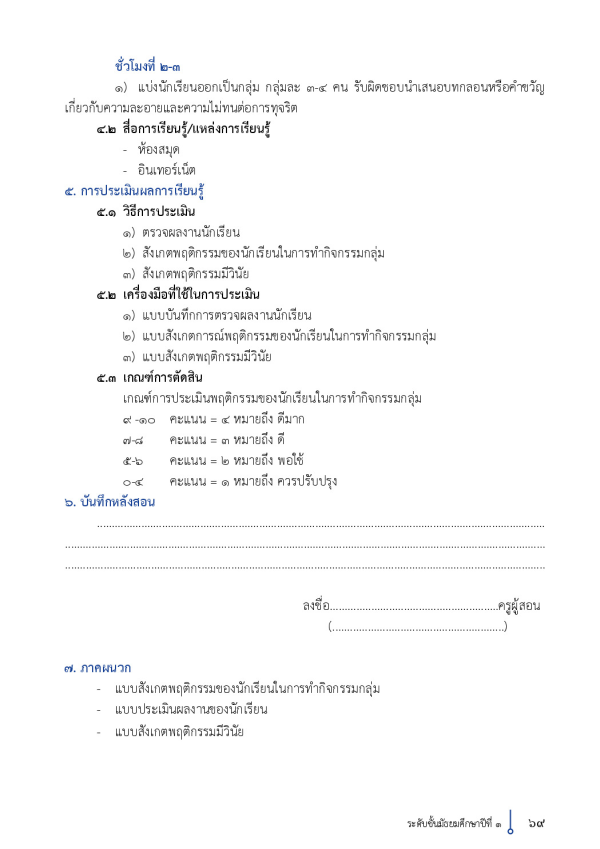 ชั่วโมงที่ ๒-๓
๑) แบ่งนักเรียนออกเป็นกลุ่ม กลุ่มละ ๓-๔ คน รับผิดชอบนำเสนอบทกลอนหรือคำขวัญ
เกี่ยวกับความละอายและความไม่ทนต่อการทุจริต
๔.๒ สื่อการเรียนรู้/แหล่งการเรียนรู้
- ห้องสมุด
- อินเทอร์เน็ต
๕. การประเมินผลการเรียนรู้
๕.๑ วิธีการประเมิน
๑) ตรวจผลงานนักเรียน
๒) สังเกตพฤติกรรมของนักเรียนในการทำกิจกรรมกลุ่ม
๓) สังเกตพฤติกรรมมีวินัย
๕.๒ เครื่องมือที่ใช้ในการประเมิน
๑) แบบบันทึกการตรวจผลงานนักเรียน
๒) แบบสังเกตการณ์พฤติกรรมของนักเรียนในการทำกิจกรรมกลุ่ม
๓) แบบสังเกตพฤติกรรมมีวินัย
๕.๓ เกณฑ์การตัดสิน
เกณฑ์การประเมินพฤติกรรมของนักเรียนในการทำกิจกรรมกลุ่ม
๙ -๑๐ คะแนน = ๔ หมายถึง ดีมาก
๗-๘ คะแนน = ๓ หมายถึง ดี
๕-๖ คะแนน = ๒ หมายถึง พอใช้
๐-๔ คะแนน = ๑ หมายถึง ควรปรับปรุง
๖. บันทึกหลังสอน
................................................................................
................................................................................
................................................................................
ลงชื่อ.........................................................ครูผู้สอน
(..........................................................)
๗. ภาคผนวก
- แบบสังเกตพฤติกรรมของนักเรียนในการทำกิจกรรมกลุ่ม
- แบบประเมินผลงานของนักเรียน
- แบบสังเกตพฤติกรรมมีวินัย
ระดับชั้นมัธยมศึกษาปีที่ ๑ ๖๙